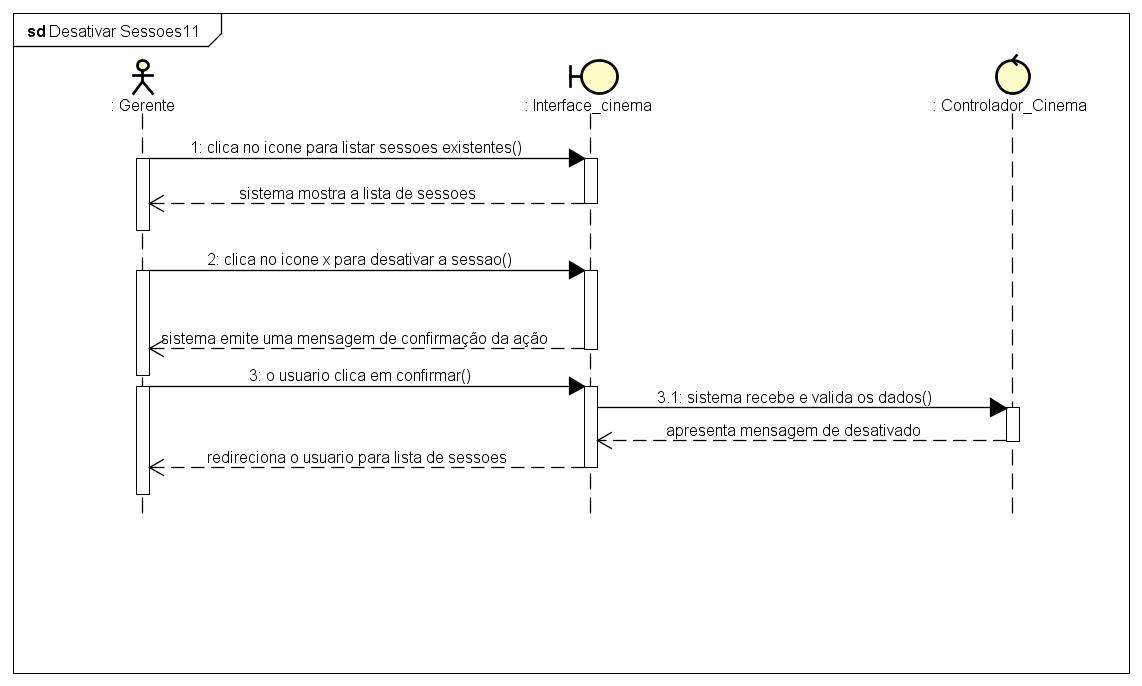 sd Desativar Sessoes11
: Gerente
: Interface_cinema
: Controlador_Cinema
1: clica no icone para listar sessoes existentes()
sistema mostra a lista de sessoes
2: clica no icone x para desativar a sessao()
sistema emite uma mensagem de confirmação da ação
3: o usuario clica em confirmar()
3.1: sistema recebe e valida os dados()
apresenta mensagem de desativado
redireciona o usuario para lista de sessoes